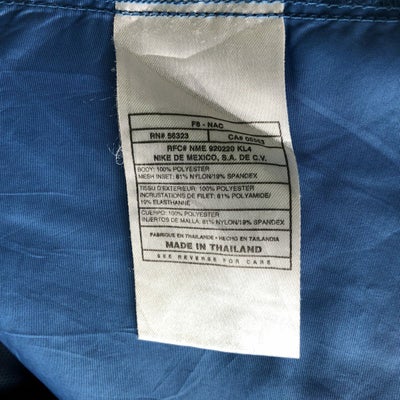 F8 - NAC
RN# 56323 CA# 05553
RFC# NME 920220 KL4
NIKE DE MEXICO, S.A. DE C.V.
BODY: 100% POLYESTER
MESH INSET: 81% NYLON/19% SPANDEX
TISSU D'EXTERIEUR: 100% POLYESTER
INCRUSTATIONS DE FILET: 81% POLYAMIDE/
19% ELASTHANNE
CUERPO: 100% POLYESTER
INJERTOS DE MALLA: 81% NYLON/19% SPANDEX
FABRIQUE EN THAILANDE • HECHO EN TAILANDIA
MADE IN THAILAND
SEE REVERSE FOR CARE